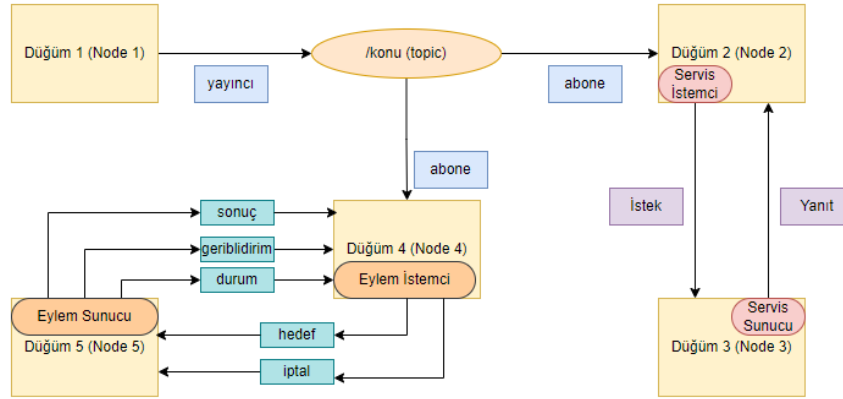 Düğüm 1 (Node 1)
/konu (topic)
Düğüm 2 (Node 2)
Servis
İstemci
yayıncı
abone
abone
İstek
Yanıt
sonuç
geriblidirim
durum
Düğüm 4 (Node 4)
Eylem İstemci
Eylem Sunucu
Düğüm 5 (Node 5)
hedef
iptal
Servis
Sunucu
Düğüm 3 (Node 3)